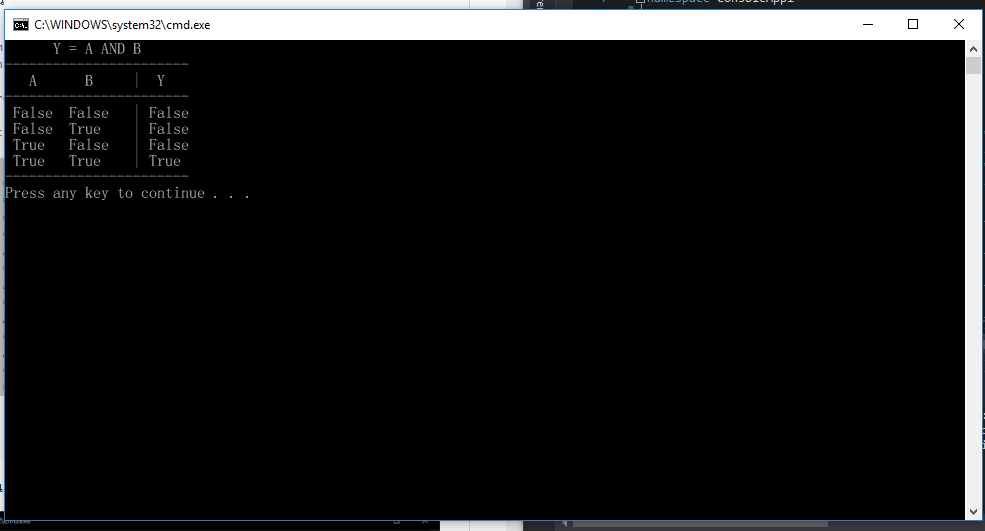 namespace ConsoleApp1
C:\WINDOWS\system32\cmd.exe
Y = A AND B
-----------------------
A B | Y
-----------------------
False False | False
False True | False
True False | False
True True | True
-----------------------
Press any key to continue . . .